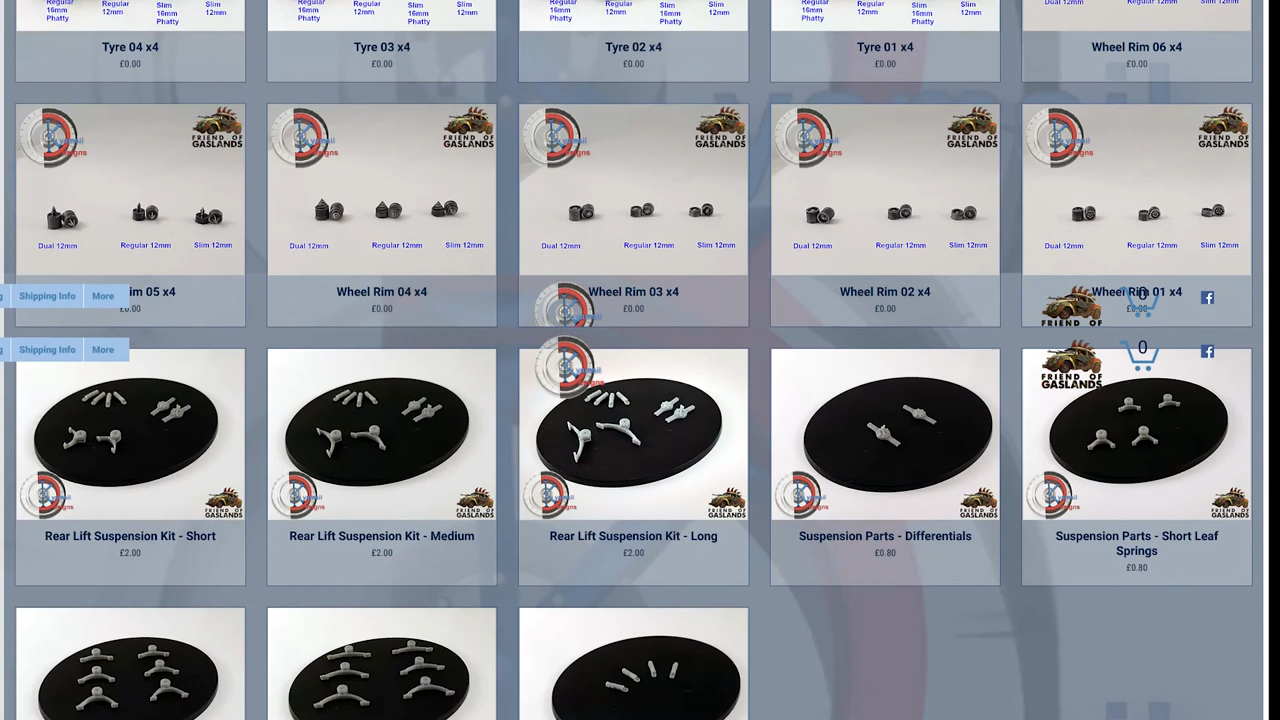 Regular
16mm
Phatty
Regular
12mm
Slim
16mm
Phatty
Slim
12mm
Regular
16mm
Phatty
Regular
12mm
Slim
16mm
Phatty
Slim
12mm
Regular
16mm
Phatty
Regular
12mm
Slim
16mm
Phatty
Slim
12mm
Regular
16mm
Phatty
Regular
12mm
Slim
16mm
Phatty
Slim
12mm
Dual 12mm
Regular 12mm
Slim 12mm
Tyre 04 x4
£0.00
Tyre 03 x4
£0.00
Tyre 02 x4
£0.00
Tyre 01 x4
£0.00
Wheel Rim 06 x4
£0.00
FRIEND OF
GASLANDS
FRIEND OF
GASLANDS
FRIEND OF
GASLANDS
FRIEND OF
GASLANDS
FRIEND OF
GASLANDS
Dual 12mm Regular 12mm Slim 12mm
Dual 12mm Regular 12mm Slim 12mm
Dual 12mm Regular 12mm Slim 12mm
Dual 12mm Regular 12mm Slim 12mm
Dual 12mm Regular 12mm Slim 12mm
im 05 x4
£0.00
Wheel Rim 04 x4
£0.00
Wheel Rim 03 x4
£0.00
Wheel Rim 02 x4
£0.00
Wheel Rim 01 x4
£0.00
g Shipping Info More
0
FRIEND OF
g Shipping Info More
0
FRIEND OF
GASLANDS
FRIEND OF
GASLANDS
FRIEND OF
GASLANDS
FRIEND OF
GASLANDS
FRIEND OF
GASLANDS
FRIEND OF
GASLANDS
Rear Lift Suspension Kit - Short
£2.00
Rear Lift Suspension Kit - Medium
£2.00
Rear Lift Suspension Kit - Long
£2.00
Suspension Parts - Differentials
£0.80
Suspension Parts - Short Leaf
Springs
£0.80